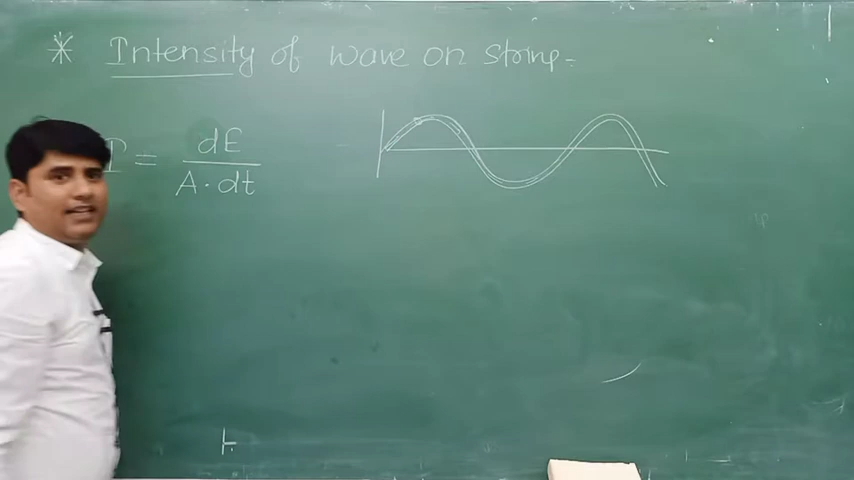 * Intensity of wave on string =
I = dE
A · dt